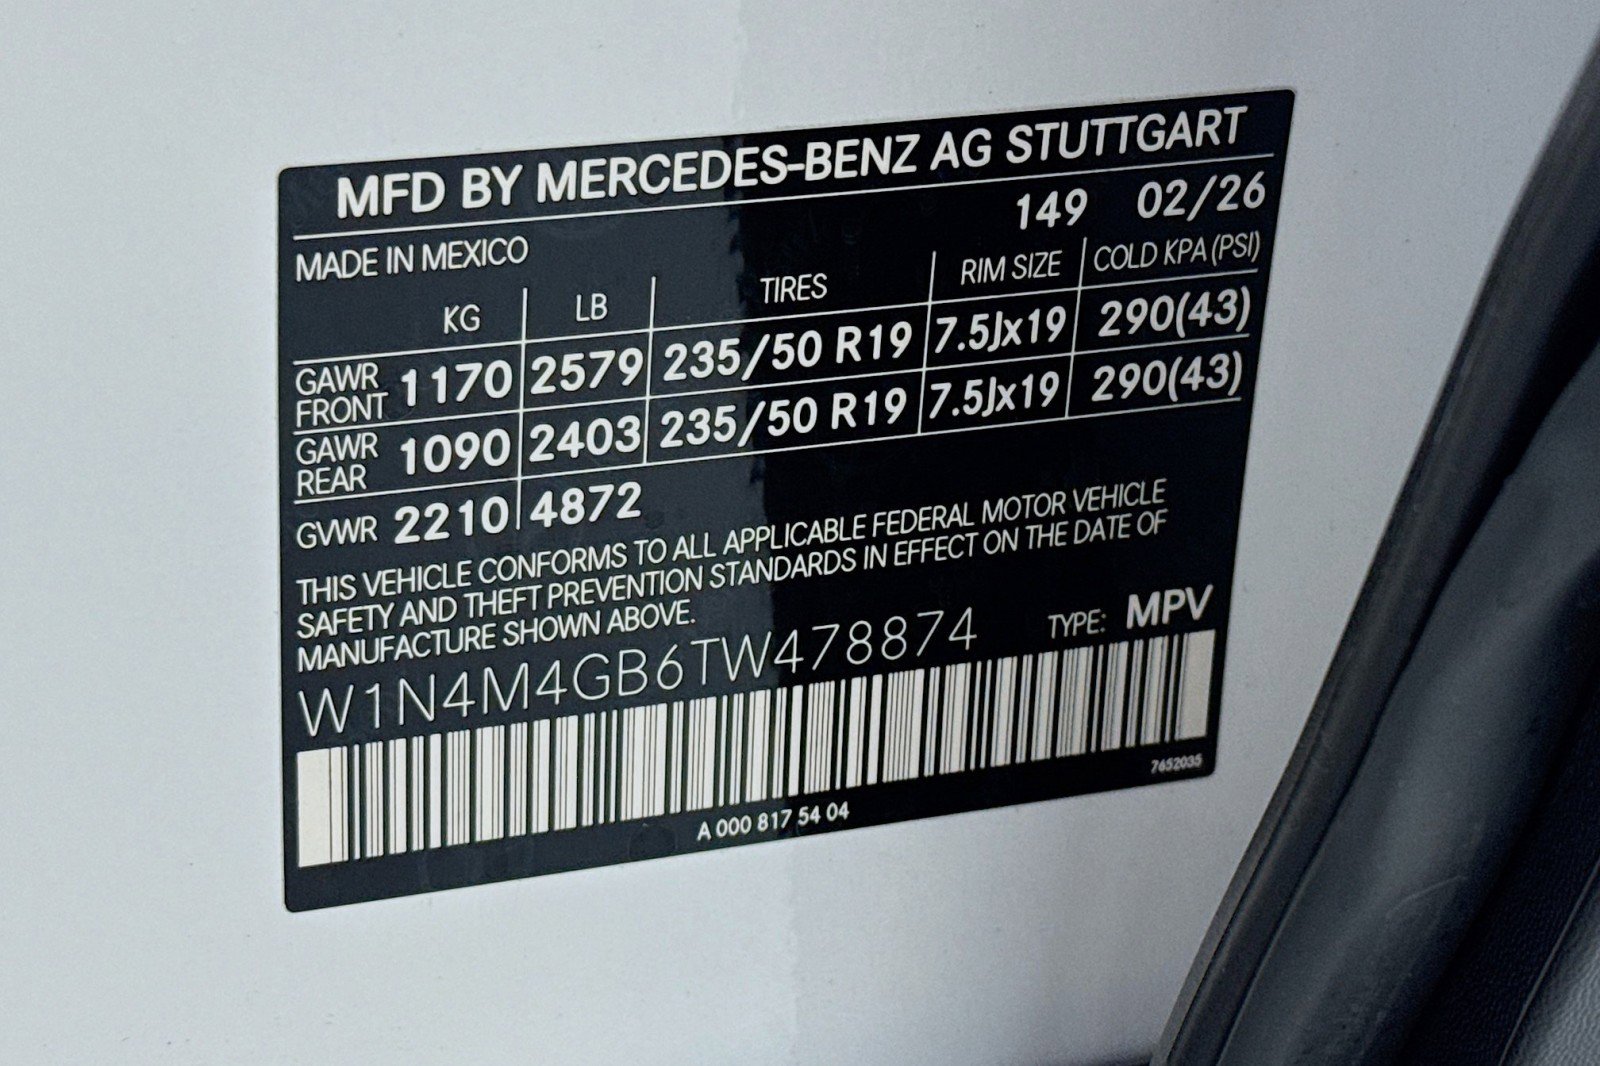 MFD BY MERCEDES-BENZ AG STUTTGART
MADE IN MEXICO 149 02/26
KG LB TIRES RIM SIZE COLD KPA (PSI)
GAWR FRONT 1170 2579 235/50 R19 7.5Jx19 290(43)
GAWR REAR 1090 2403 235/50 R19 7.5Jx19 290(43)
GVWR 2210 4872
THIS VEHICLE CONFORMS TO ALL APPLICABLE FEDERAL MOTOR VEHICLE
SAFETY AND THEFT PREVENTION STANDARDS IN EFFECT ON THE DATE OF
MANUFACTURE SHOWN ABOVE.
W1N4M4GB6TW478874 TYPE: MPV
7652035
A 000 817 54 04